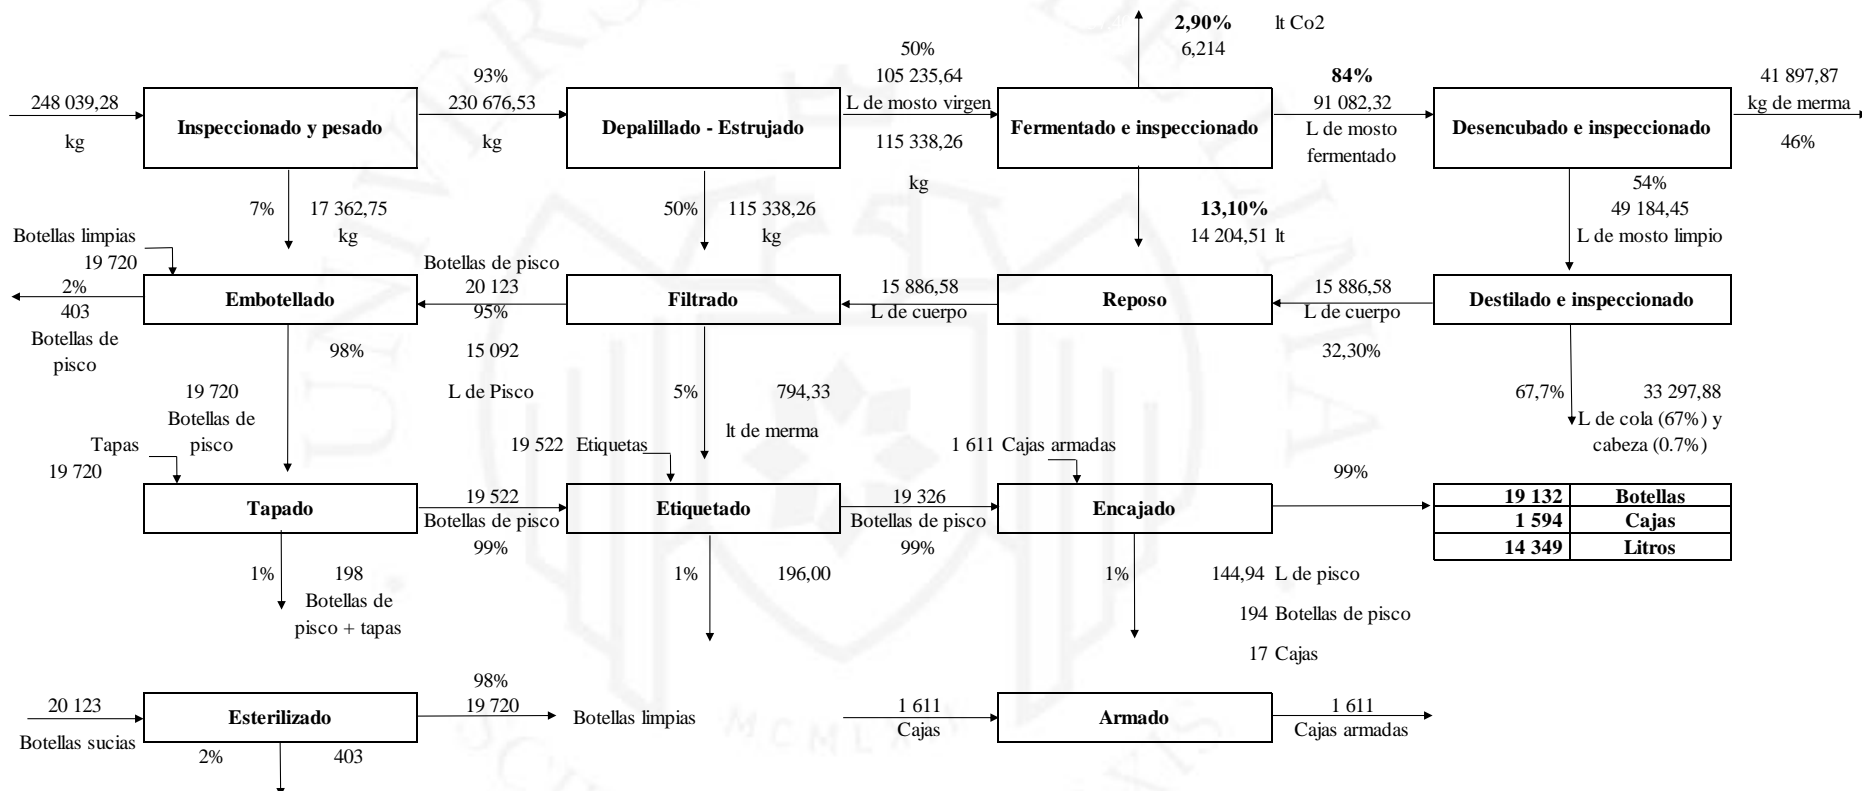 2,90% lt Co2
6,214
50%
93%
105 235,64
84%
41 897,87
248 039,28
230 676,53
L de mosto virgen
91 082,32
kg de merma
Inspeccionado y pesado
Depalillado - Estrujado
Fermentado e inspeccionado
Desencubado e inspeccionado
kg
kg
115 338,26
L de mosto
fermentado
46%
kg
54%
7% 17 362,75
kg
50% 115 338,26
kg
13,10%
14 204,51 lt
49 184,45
L de mosto limpio
Botellas limpias
19 720
Botellas de pisco
2%
403
Botellas de
pisco
Embotellado
20 123
95%
Filtrado
15 886,58
L de cuerpo
Reposo
15 886,58
L de cuerpo
Destilado e inspeccionado
98%
15 092
32,30%
19 720
Botellas de
pisco
L de Pisco
5% 794,33
lt de merma
67,7% 33 297,88
L de cola (67%) y
cabeza (0.7%)
Tapas
19 720
19 522 Etiquetas
1 611 Cajas armadas
99%
Tapado
19 522
Botellas de pisco
99%
Etiquetado
19 326
Botellas de pisco
99%
Encajado
19 132 Botellas
1 594 Cajas
14 349 Litros
1% 198
Botellas de
pisco + tapas
1% 196,00
1% 144,94 L de pisco
194 Botellas de pisco
17 Cajas
20 123
Botellas sucias
Esterilizado
98%
19 720
Botellas limpias
1 611
Cajas
Armado
1 611
Cajas armadas
2% 403